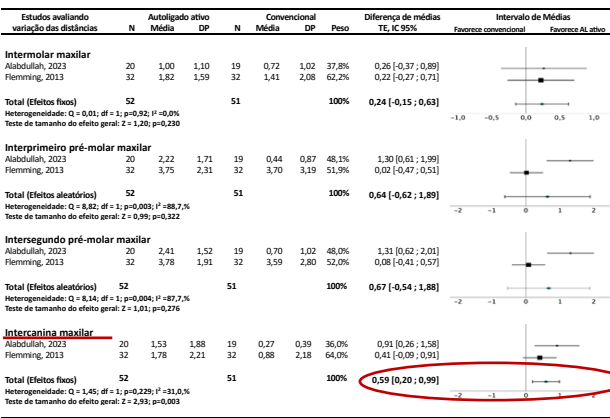 Estudos avaliando variação das distâncias Autoligado ativo Convencional Diferença de médias Intervalo de Médias
N Média DP N Média DP Peso TE, IC 95% Favorece convencional Favorece AL ativo
Intermolar maxilar
Alabdullah, 2023 20 1,00 1,10 19 0,72 1,02 37,8% 0,26 [-0,37 ; 0,89]
Flemming, 2013 32 1,82 1,59 32 1,41 2,08 62,2% 0,22 [-0,27 ; 0,71]
Total (Efeitos fixos) 52 51 100% 0,24 [-0,15 ; 0,63]
Heterogeneidade: Q = 0,01; df = 1; p=0,92; I² =0,0%
Teste de tamanho do efeito geral: Z = 1,20; p=0,230
-1,0 -0,5 0,0 0,5 1,0
Interprimeiro pré-molar maxilar
Alabdullah, 2023 20 2,22 1,71 19 0,44 0,87 48,1% 1,30 [0,61 ; 1,99]
Flemming, 2013 32 3,75 2,31 32 3,70 3,19 51,9% 0,02 [-0,47 ; 0,51]
Total (Efeitos aleatórios) 52 51 100% 0,64 [-0,62 ; 1,89]
Heterogeneidade: Q = 8,82; df = 1; p=0,003; I² =88,7,%
Teste de tamanho do efeito geral: Z = 0,99; p=0,322
-2 -1 0 1 2
Intersegundo pré-molar maxilar
Alabdullah, 2023 20 2,41 1,52 19 0,70 1,02 48,0% 1,31 [0,62 ; 2,01]
Flemming, 2013 32 3,78 1,91 32 3,59 2,80 52,0% 0,08 [-0,41 ; 0,57]
Total (Efeitos aleatórios) 52 51 100% 0,67 [-0,54 ; 1,88]
Heterogeneidade: Q = 8,14; df = 1; p=0,004; I² =87,7,%
Teste de tamanho do efeito geral: Z = 1,01; p=0,276
-2 -1 0 1 2
Intercanina maxilar
Alabdullah, 2023 20 1,53 1,88 19 0,27 0,39 36,0% 0,91 [0,26 ; 1,58]
Flemming, 2013 32 1,78 2,21 32 0,88 2,18 64,0% 0,41 [-0,09 ; 0,91]
Total (Efeitos fixos) 52 51 100% 0,59 [0,20 ; 0,99]
Heterogeneidade: Q = 1,45; df = 1; p=0,229; I² =31,0,%
Teste de tamanho do efeito geral: Z = 2,93; p=0,003
-2 -1 0 1 2